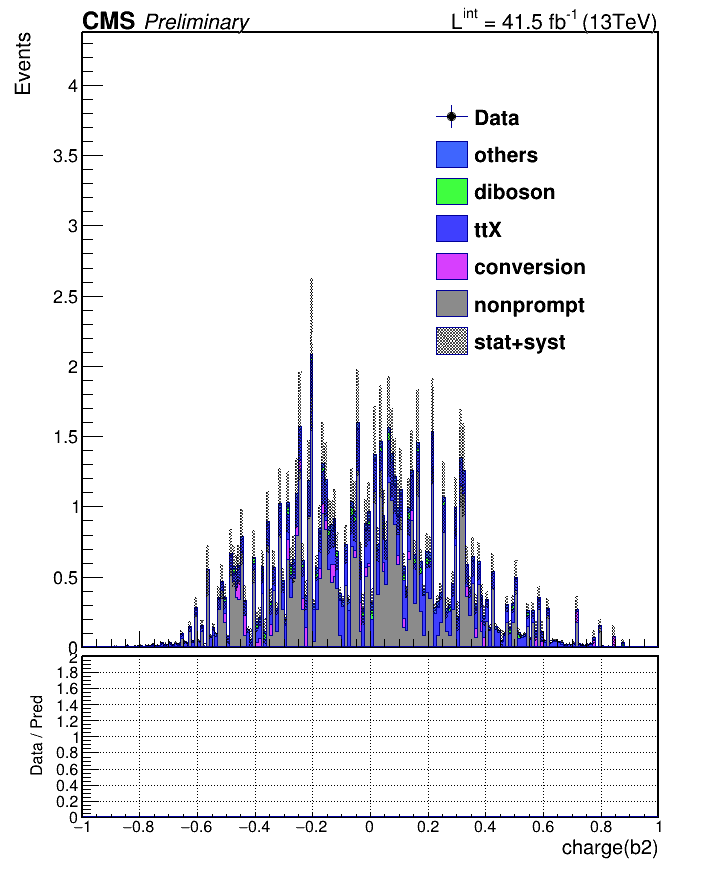 CMS Preliminary L^int = 41.5 fb^-1 (13TeV)
Events
4
3.5
3
2.5
2
1.5
1
0.5
0
Data
others
diboson
ttX
conversion
nonprompt
stat+syst
Data / Pred
2
1.8
1.6
1.4
1.2
1
0.8
0.6
0.4
0.2
0
−1 −0.8 −0.6 −0.4 −0.2 0 0.2 0.4 0.6 0.8 1
charge(b2)